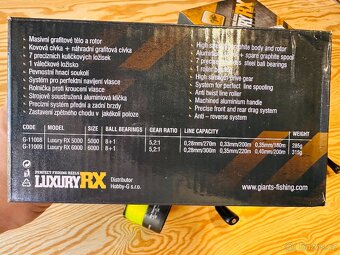 Masivní grafitové tělo a rotor
Kovová cívka + náhradní grafitová cívka
7 precizních kuličkových ložisek
1 válečkové ložisko
Pevnostní hnací soukolí
Systém pro perfektní navíjení vlasce
Rolnička proti kroucení vlasce
Strojově soustružená aluminiová klička
Precizní systém přední a zadní brzdy
Zastavení zpětného chodu v jakékoli poloze
High strength graphite body and rotor
Aluminium spool + spare graphite spool
7 precision steel ball bearings
1 roller bearing
High strength drive gear
System for perfect line spooling
Anti twist line roller
Machined aluminium handle
Precise front and rear drag system
Anti – reverse system
CODE MODEL SIZE BALL BEARINGS GEAR RATIO LINE CAPACITY WEIGHT
G-11008 Luxury RX 5000 5000 8+1 5,2:1 0,28mm/270m 0,33mm/200m 0,35mm/180m 285g
G-11009 Luxury RX 6000 6000 8+1 5,2:1 0,28mm/300m 0,35mm/220m 0,40mm/200m 315g
PERFECT FISHING REELS
LUXURY RX
Distributor
Hobby-G s.r.o.
www.giants-fishing.com